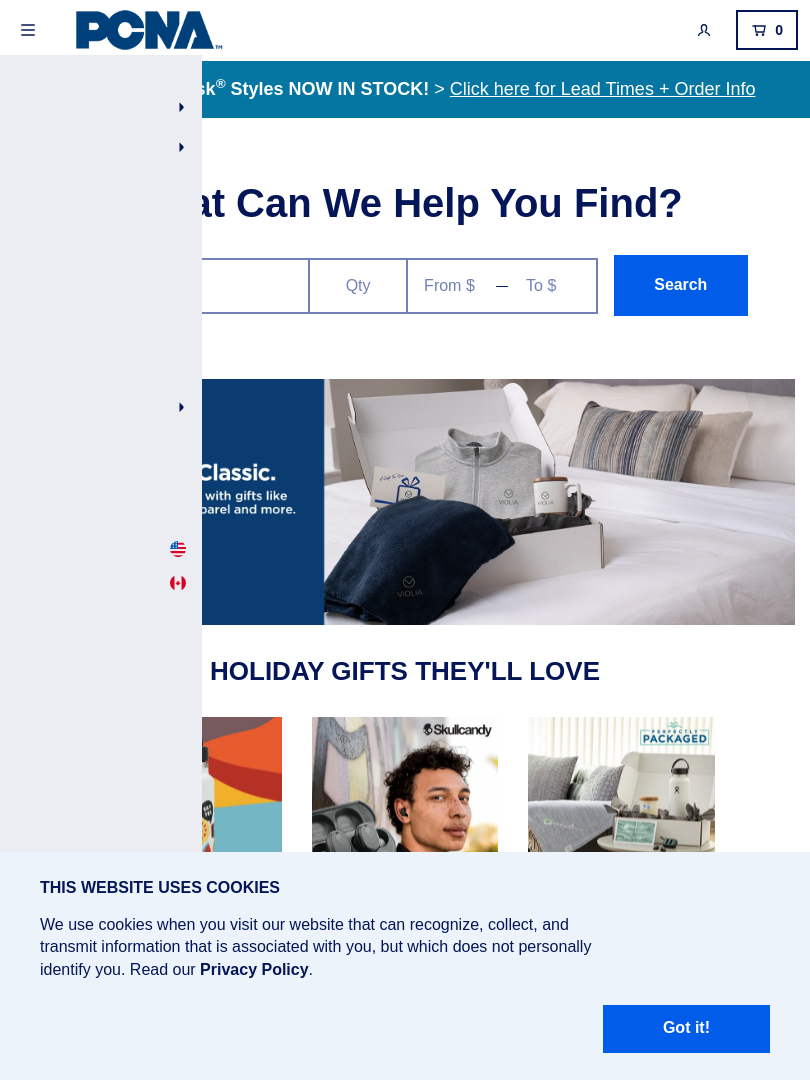 PCNA™
0
sk® Styles NOW IN STOCK! > Click here for Lead Times + Order Info
at Can We Help You Find?
Qty
From $ — To $
Search
Classic.
with gifts like
parel and more.
VIOLIA
VIOLIA
VIOLIA
HOLIDAY GIFTS THEY'LL LOVE
Skullcandy
PERFECTLY
PACKAGED
THIS WEBSITE USES COOKIES
We use cookies when you visit our website that can recognize, collect, and
transmit information that is associated with you, but which does not personally
identify you. Read our Privacy Policy.
Got it!